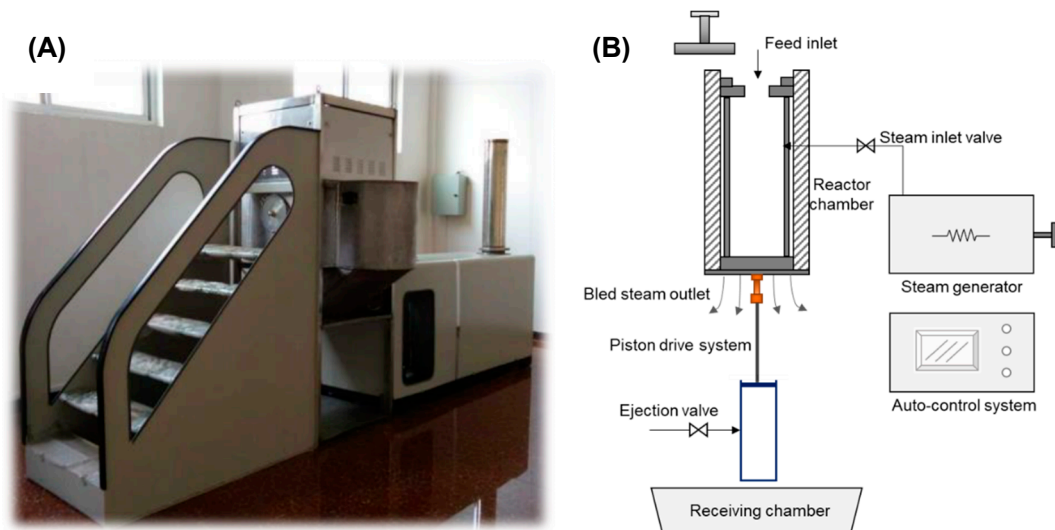 (A)
(B)
Feed inlet
Steam inlet valve
Reactor
chamber
Steam generator
Bled steam outlet
Piston drive system
Auto-control system
Ejection valve
Receiving chamber